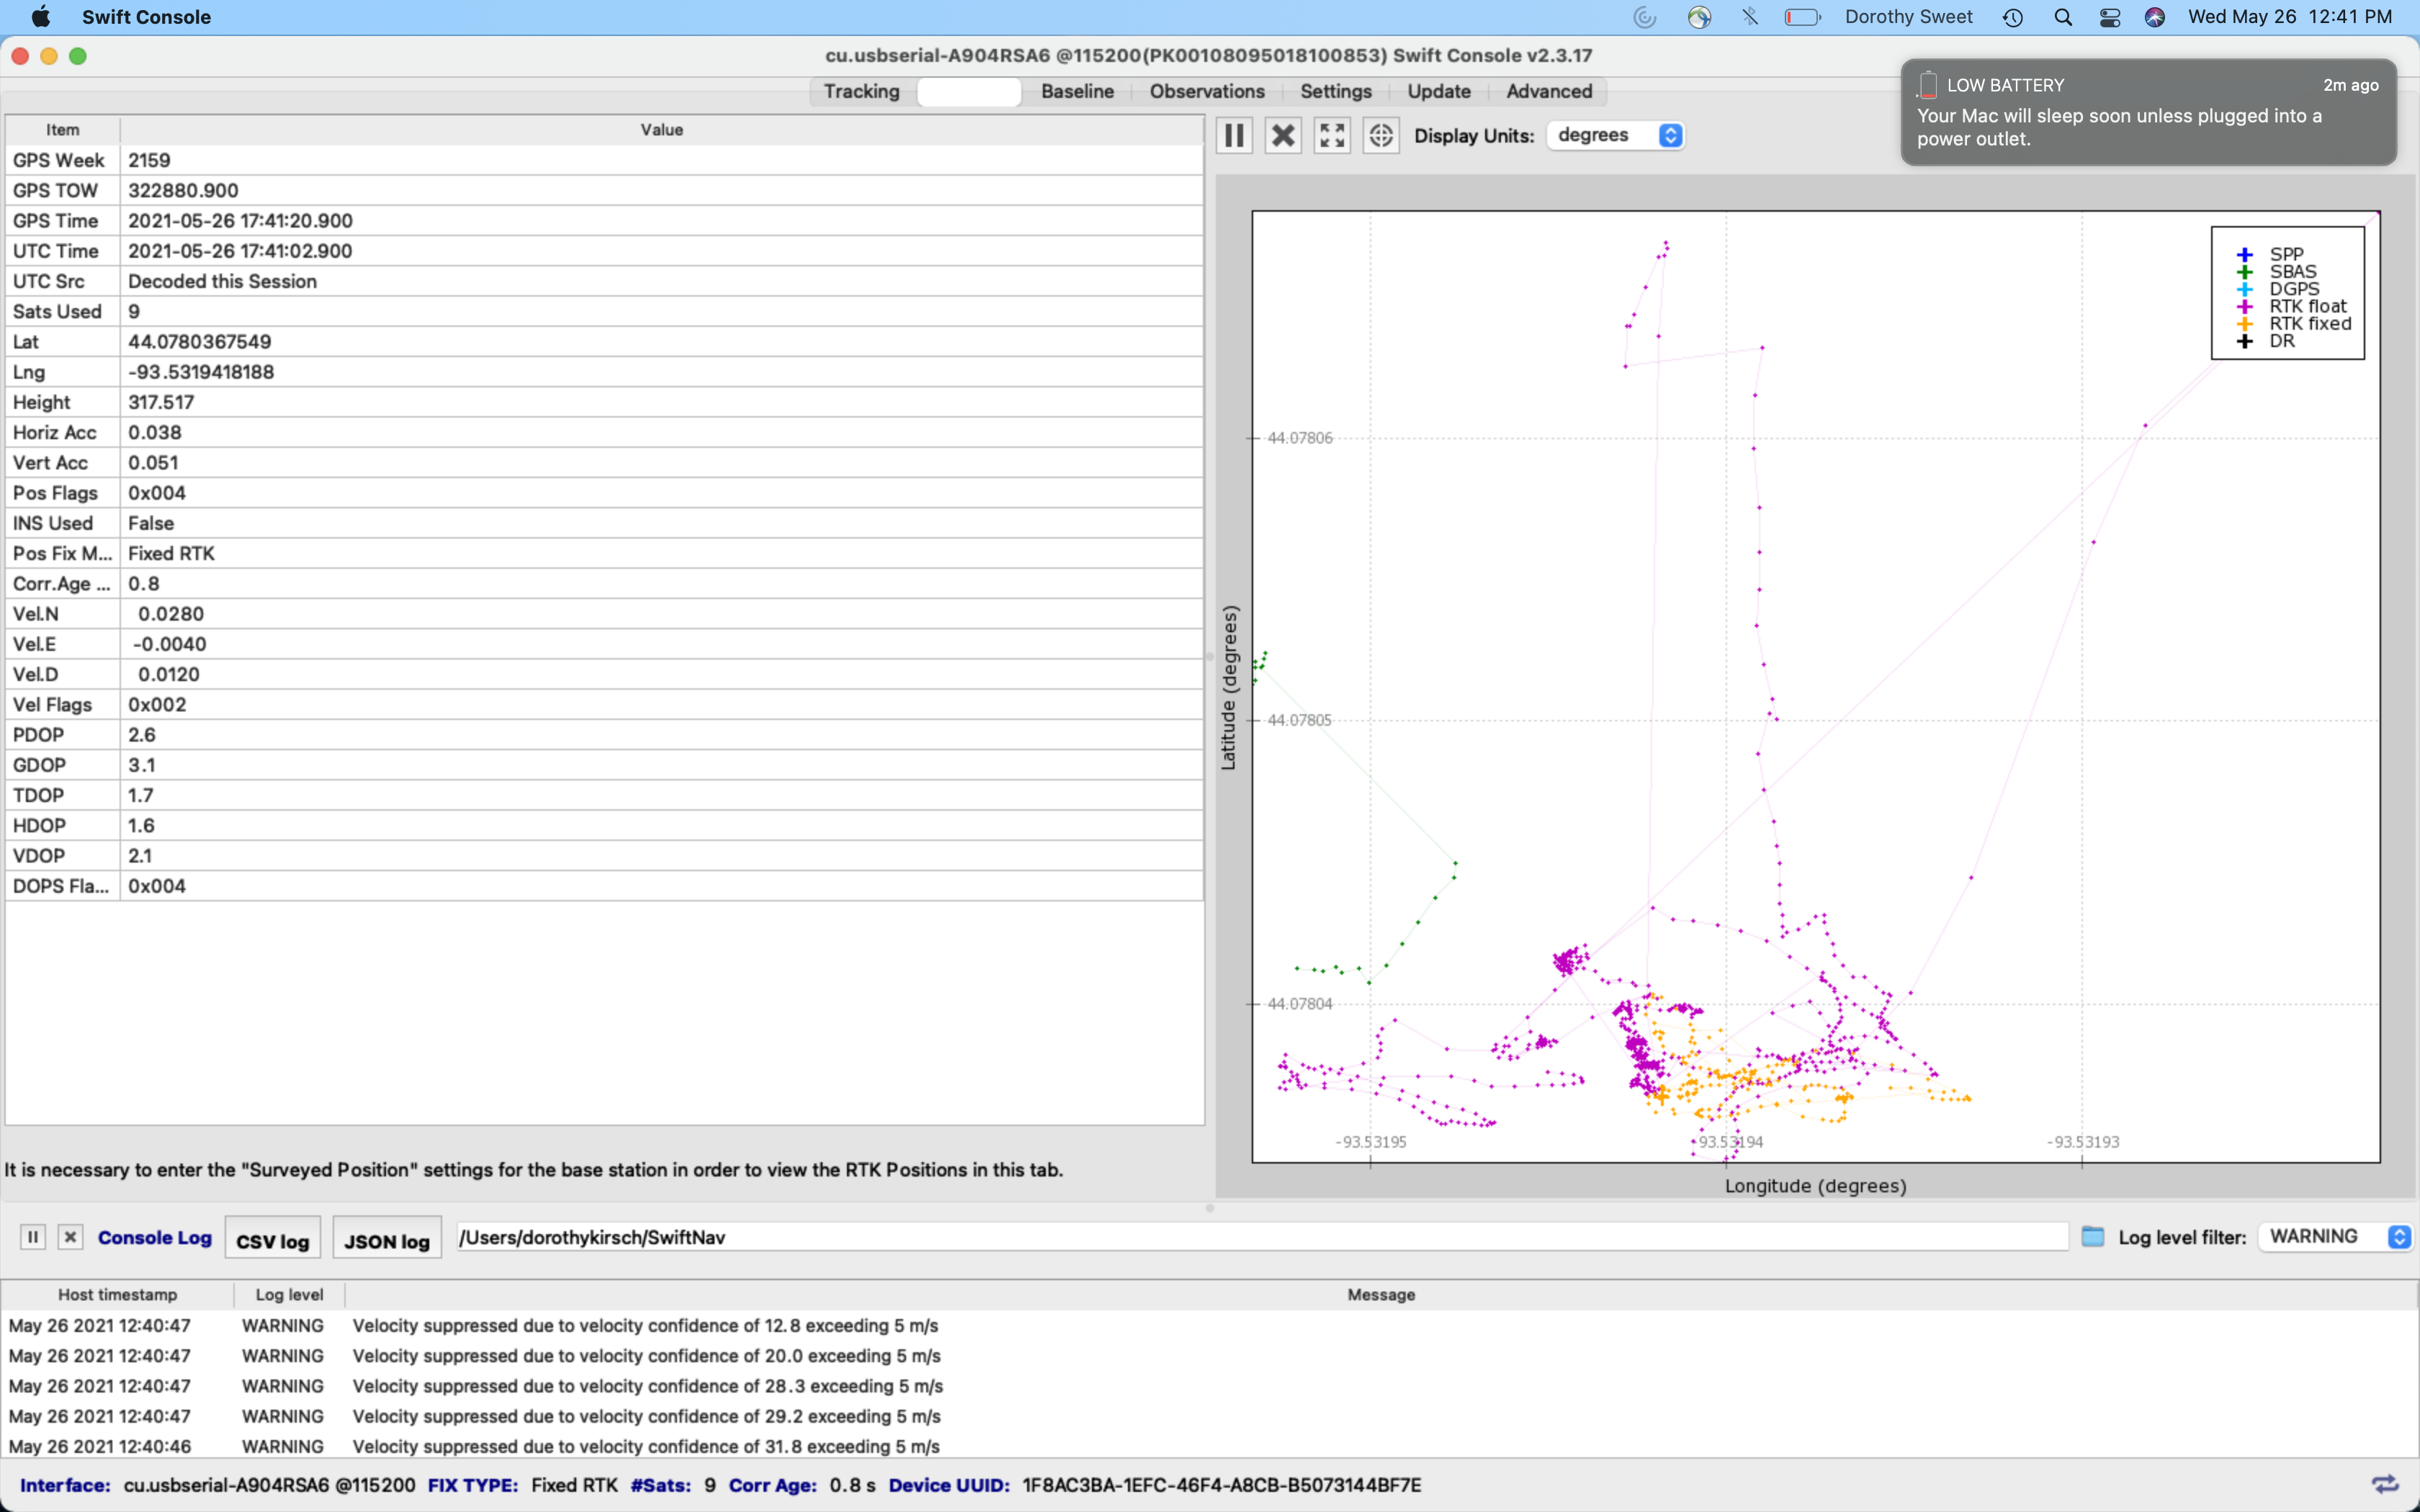 Swift Console
Dorothy Sweet
Wed May 26 12:41 PM
cu.usbserial-A904RSA6 @115200(PK00108095018100853) Swift Console v2.3.17
LOW BATTERY 2m ago
Your Mac will sleep soon unless plugged into a
power outlet.
Tracking Baseline Observations Settings Update Advanced
Item Value
GPS Week 2159
GPS TOW 322880.900
GPS Time 2021-05-26 17:41:20.900
UTC Time 2021-05-26 17:41:02.900
UTC Src Decoded this Session
Sats Used 9
Lat 44.0780367549
Lng -93.5319418188
Height 317.517
Horiz Acc 0.038
Vert Acc 0.051
Pos Flags 0x004
INS Used False
Pos Fix M... Fixed RTK
Corr.Age ... 0.8
Vel.N 0.0280
Vel.E -0.0040
Vel.D 0.0120
Vel Flags 0x002
PDOP 2.6
GDOP 3.1
TDOP 1.7
HDOP 1.6
VDOP 2.1
DOPS Fla... 0x004
It is necessary to enter the "Surveyed Position" settings for the base station in order to view the RTK Positions in this tab.
Display Units: degrees
SPP
SBAS
DGPS
RTK float
RTK fixed
DR
44.07806
44.07805
44.07804
Latitude (degrees)
-93.53195 -93.53194 -93.53193
Longitude (degrees)
Console Log CSV log JSON log /Users/dorothykirsch/SwiftNav Log level filter: WARNING
Host timestamp Log level Message
May 26 2021 12:40:47 WARNING Velocity suppressed due to velocity confidence of 12.8 exceeding 5 m/s
May 26 2021 12:40:47 WARNING Velocity suppressed due to velocity confidence of 20.0 exceeding 5 m/s
May 26 2021 12:40:47 WARNING Velocity suppressed due to velocity confidence of 28.3 exceeding 5 m/s
May 26 2021 12:40:47 WARNING Velocity suppressed due to velocity confidence of 29.2 exceeding 5 m/s
May 26 2021 12:40:46 WARNING Velocity suppressed due to velocity confidence of 31.8 exceeding 5 m/s
Interface: cu.usbserial-A904RSA6 @115200 FIX TYPE: Fixed RTK #Sats: 9 Corr Age: 0.8 s Device UUID: 1F8AC3BA-1EFC-46F4-A8CB-B5073144BF7E